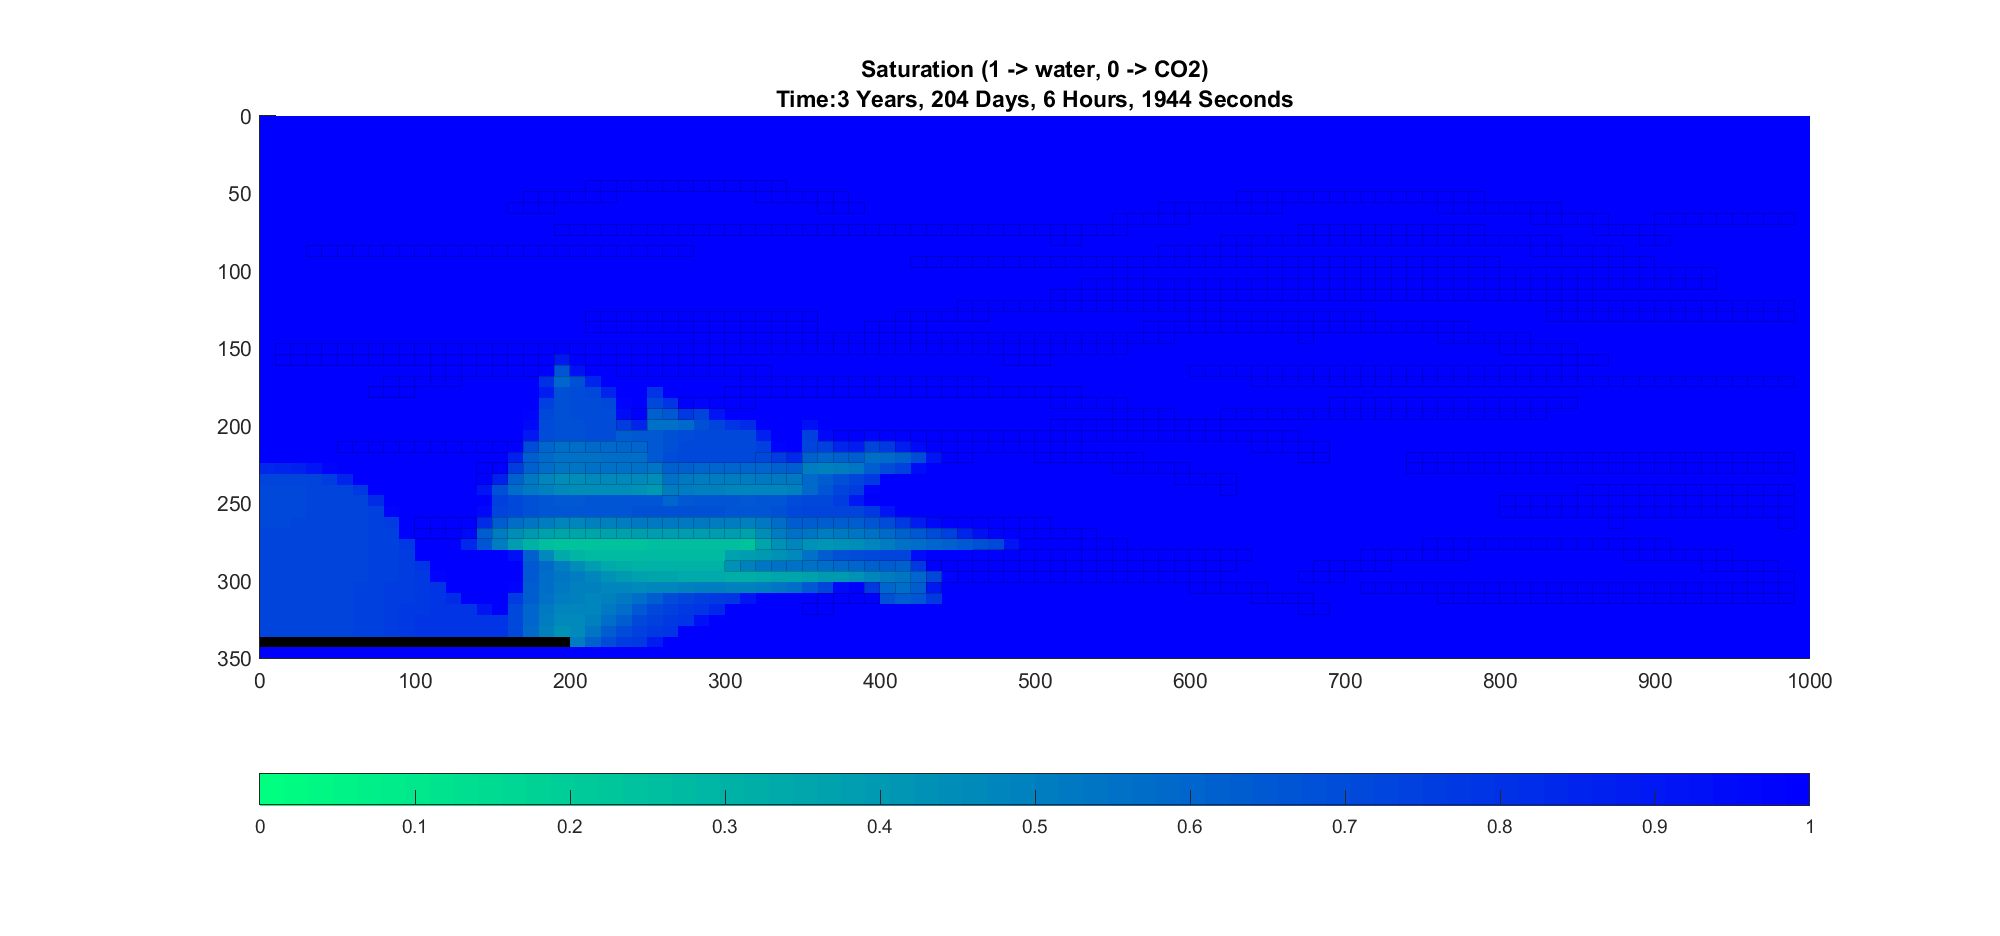 Saturation (1 -> water, 0 -> CO2)
Time:3 Years, 204 Days, 6 Hours, 1944 Seconds
0
50
100
150
200
250
300
350
0 100 200 300 400 500 600 700 800 900 1000
0 0.1 0.2 0.3 0.4 0.5 0.6 0.7 0.8 0.9 1